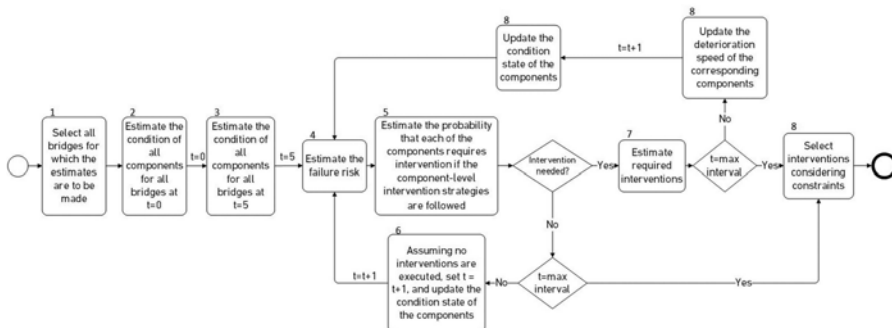 8
Update the
condition
state of the
components
t=t+1
8
Update the
deterioration
speed of the
corresponding
components
1
Select all
bridges for
which the
estimates
are to be
made
2
Estimate the
condition of
all
components
for all
bridges at
t=0
t=0
3
Estimate the
condition of
all
components
for all
bridges at
t=5
t=5
4
Estimate the
failure risk
5
Estimate the probability
that each of the
components requires
intervention if the
component-level
intervention strategies
are followed
Intervention
needed?
Yes
7
Estimate
required
interventions
No
t=max
interval
Yes
8
Select
interventions
considering
constraints
No
6
Assuming no
interventions are
executed, set t =
t+1, and update the
condition state of
the components
t=t+1
No
t=max
interval
Yes